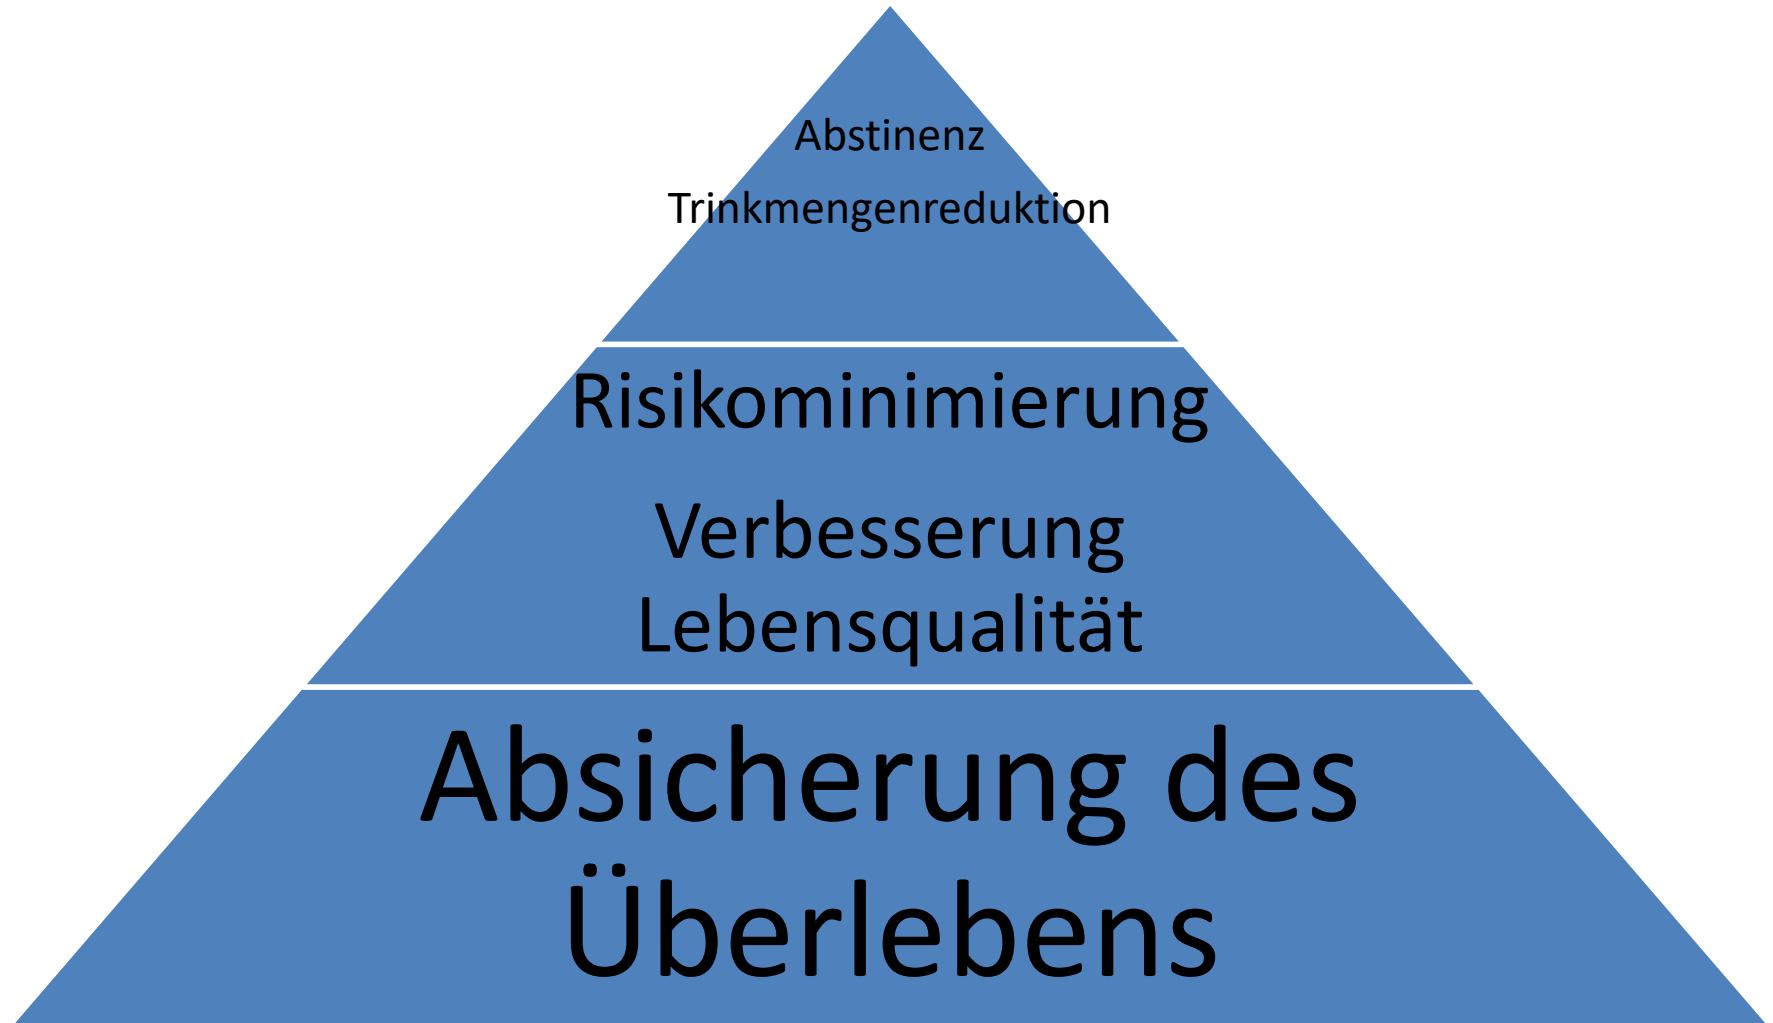 Abstinenz
Trinkmengenreduktion
Risikominimierung
Verbesserung
Lebensqualität
Absicherung des
Überlebens